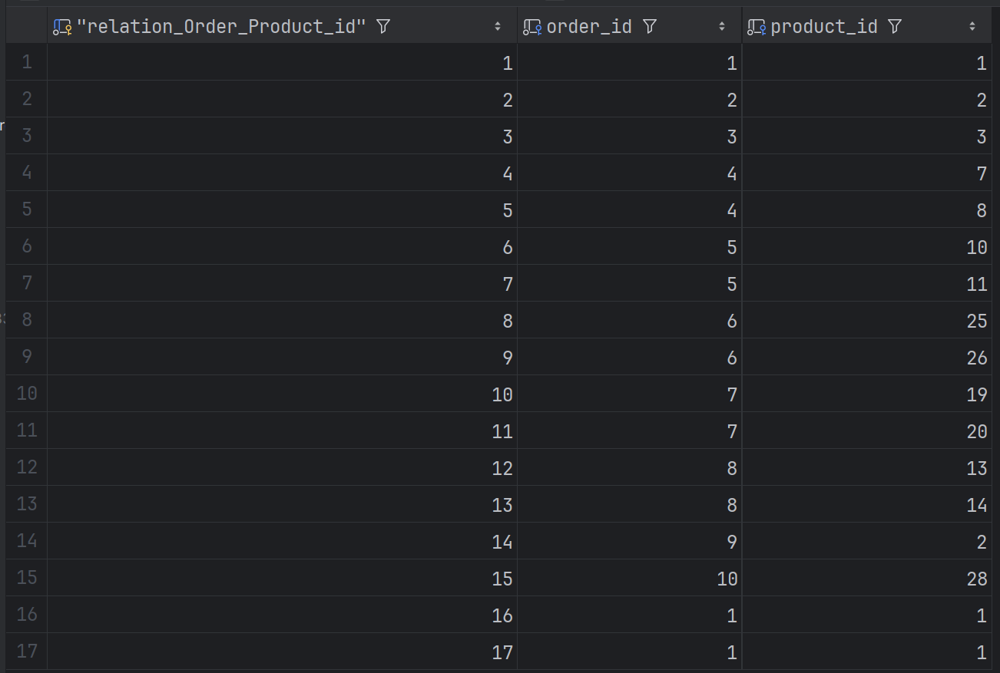 "relation_Order_Product_id" order_id product_id
1 1 1 1
2 2 2 2
3 3 3 3
4 4 4 7
5 5 4 8
6 6 5 10
7 7 5 11
8 8 6 25
9 9 6 26
10 10 7 19
11 11 7 20
12 12 8 13
13 13 8 14
14 14 9 2
15 15 10 28
16 16 1 1
17 17 1 1